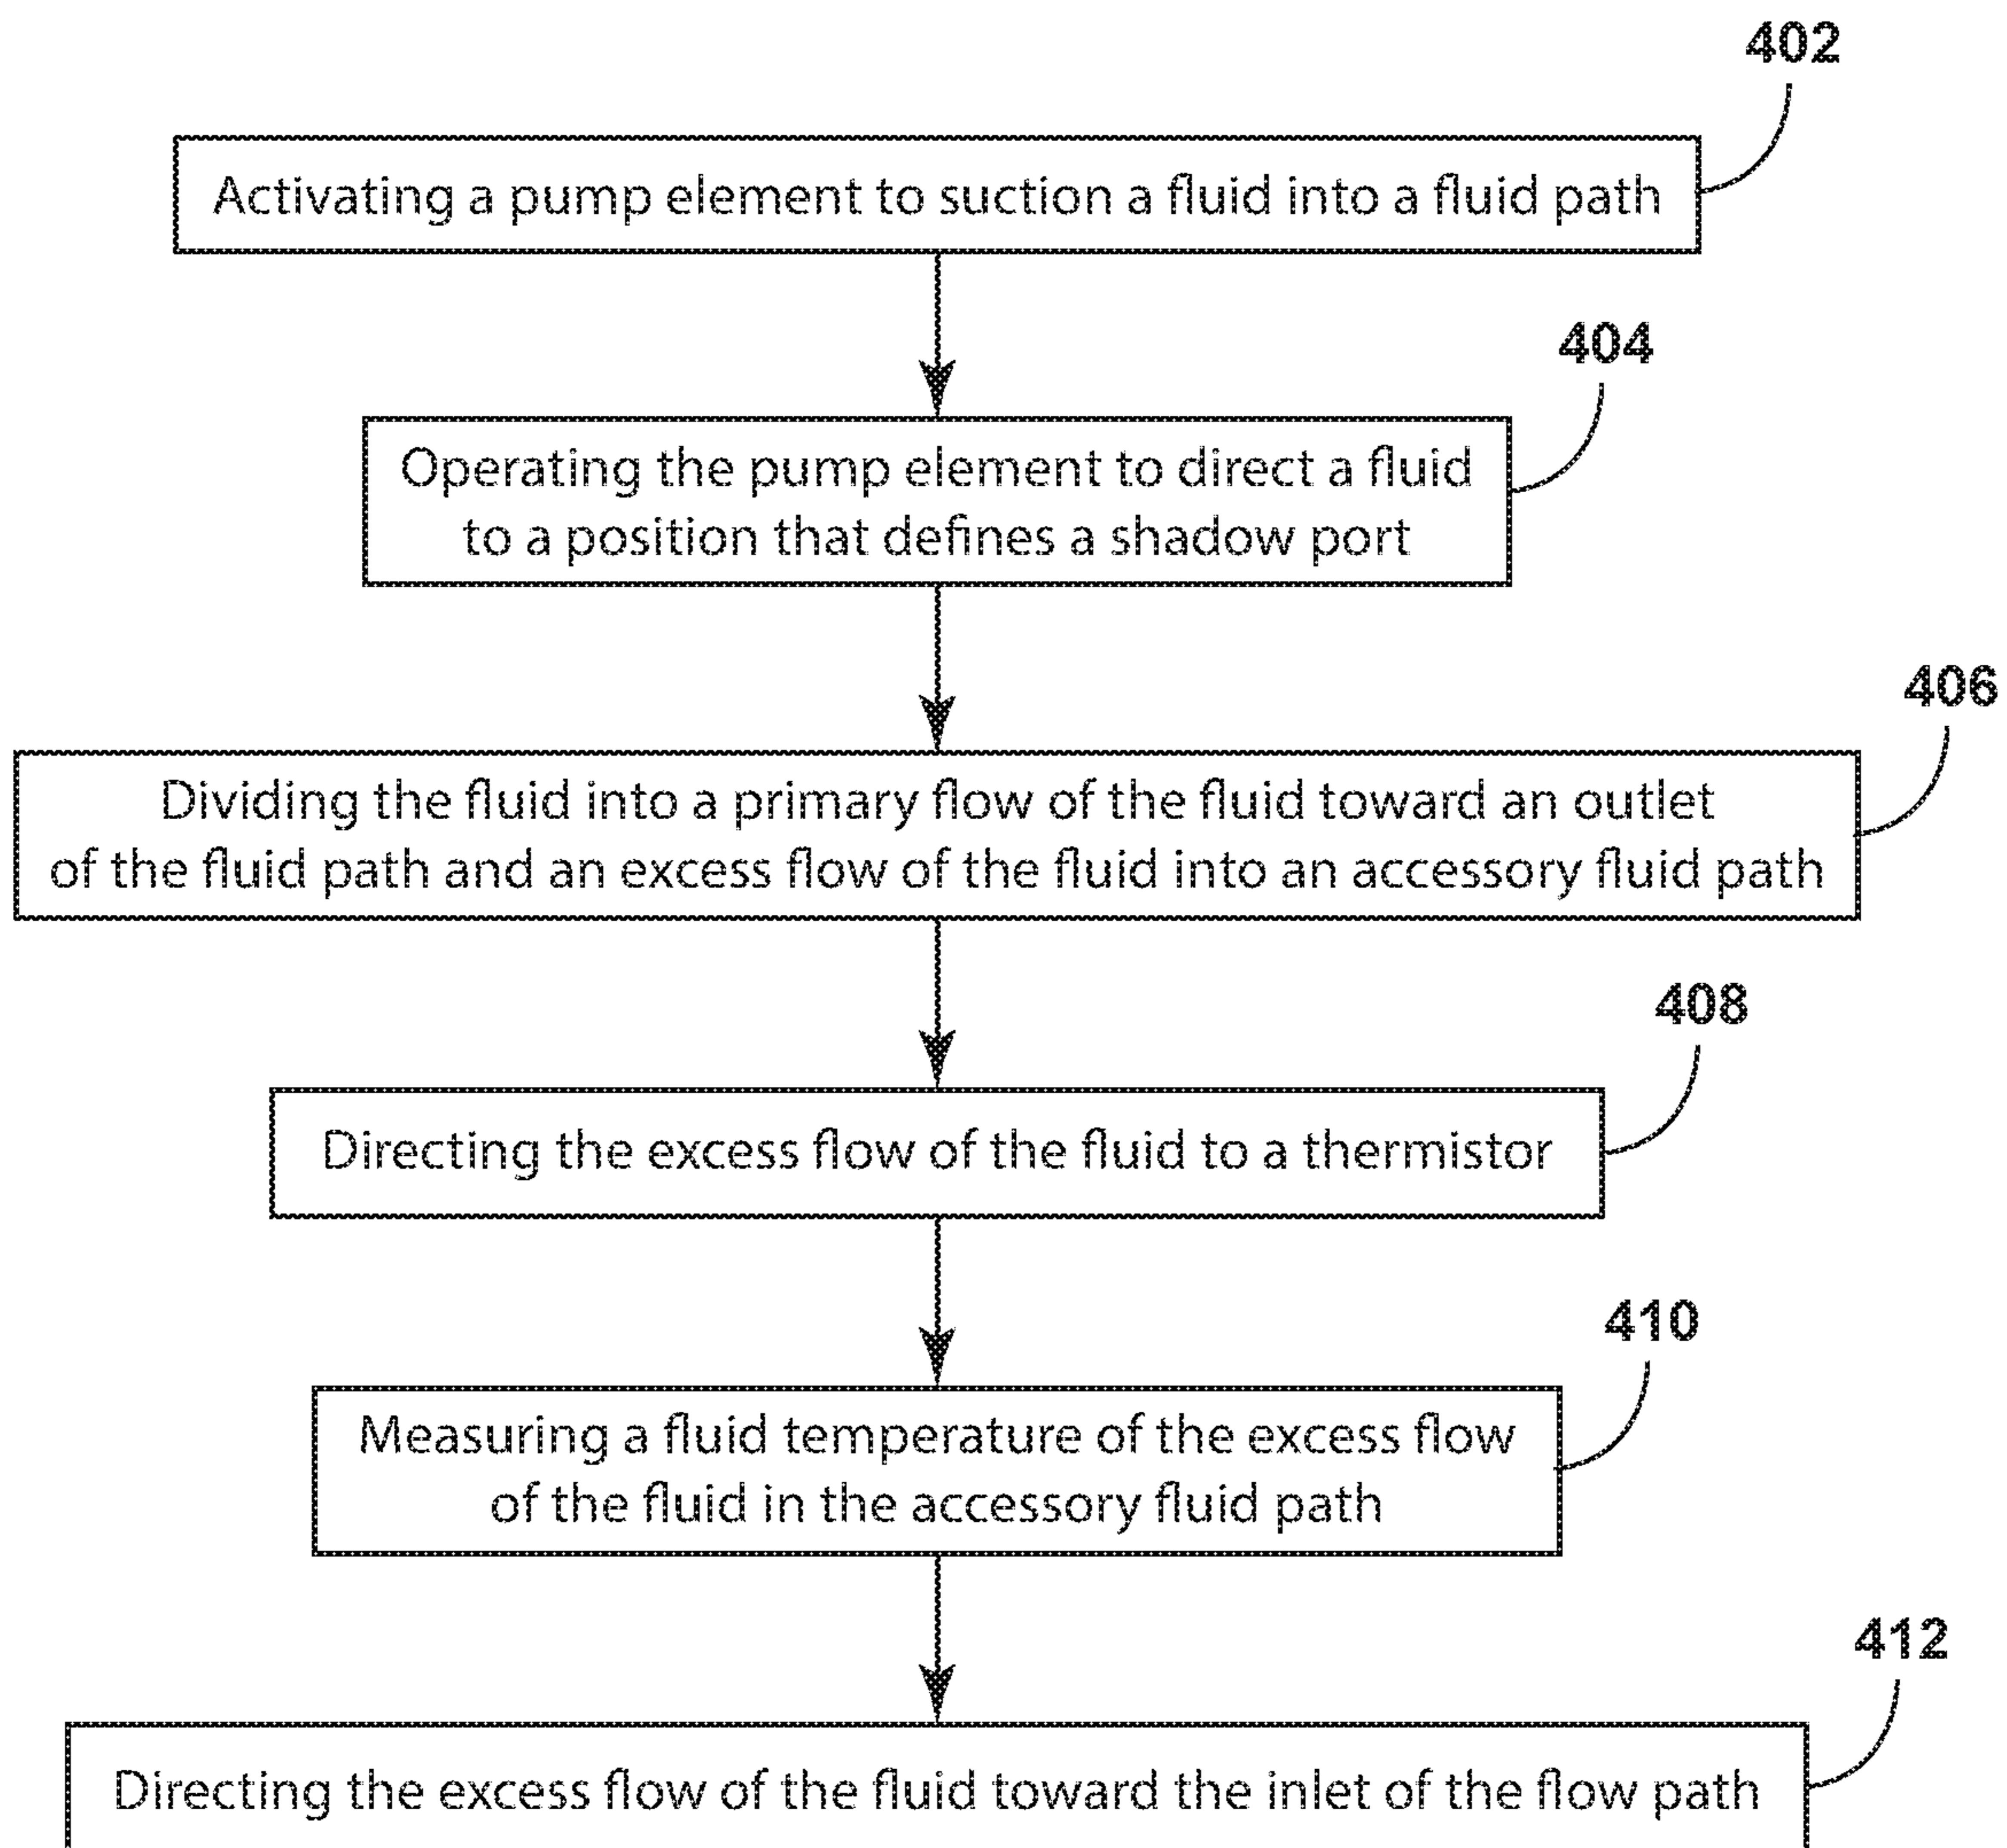 402
Activating a pump element to suction a fluid into a fluid path
404
Operating the pump element to direct a fluid
to a position that defines a shadow port
406
Dividing the fluid into a primary flow of the fluid toward an outlet
of the fluid path and an excess flow of the fluid into an accessory fluid path
408
Directing the excess flow of the fluid to a thermistor
410
Measuring a fluid temperature of the excess flow
of the fluid in the accessory fluid path
412
Directing the excess flow of the fluid toward the inlet of the flow path